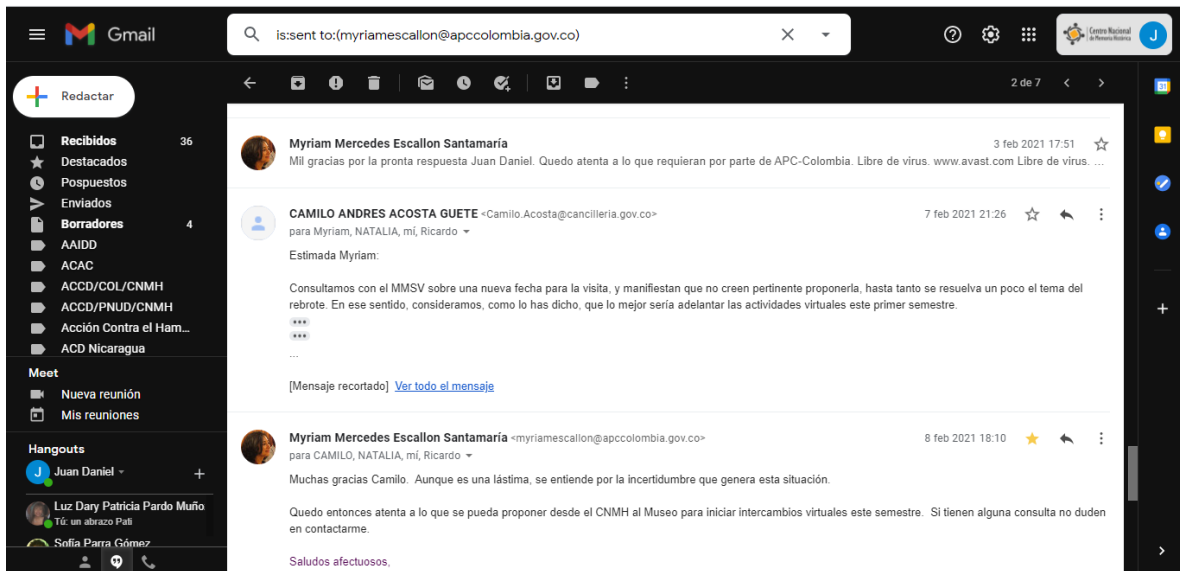 Gmail
is:sent to:(myriamescallon@apccolombia.gov.co)
Centro Nacional
de Memoria Histórica
J
Redactar
2 de 7
31
Recibidos 36
Destacados
Pospuestos
Enviados
Borradores 4
AAIDD
ACAC
ACCD/COL/CNMH
ACCD/PNUD/CNMH
Acción Contra el Ham...
ACD Nicaragua
Meet
Nueva reunión
Mis reuniones
Hangouts
J Juan Daniel
Luz Dary Patricia Pardo Muño
Tú: un abrazo Pati
Sofía Parra Gómez
Myriam Mercedes Escallon Santamaría 3 feb 2021 17:51
Mil gracias por la pronta respuesta Juan Daniel. Quedo atenta a lo que requieran por parte de APC-Colombia. Libre de virus. www.avast.com Libre de virus. ...
CAMILO ANDRES ACOSTA GUETE <Camilo.Acosta@cancilleria.gov.co> 7 feb 2021 21:26
para Myriam, NATALIA, mí, Ricardo
Estimada Myriam:
Consultamos con el MMSV sobre una nueva fecha para la visita, y manifiestan que no creen pertinente proponerla, hasta tanto se resuelva un poco el tema del
rebrote. En ese sentido, consideramos, como lo has dicho, que lo mejor sería adelantar las actividades virtuales este primer semestre.
...
[Mensaje recortado] Ver todo el mensaje
Myriam Mercedes Escallon Santamaría <myriamescallon@apccolombia.gov.co> 8 feb 2021 18:10
para CAMILO, NATALIA, mí, Ricardo
Muchas gracias Camilo. Aunque es una lástima, se entiende por la incertidumbre que genera esta situación.
Quedo entonces atenta a lo que se pueda proponer desde el CNMH al Museo para iniciar intercambios virtuales este semestre. Si tienen alguna consulta no duden
en contactarme.
Saludos afectuosos,